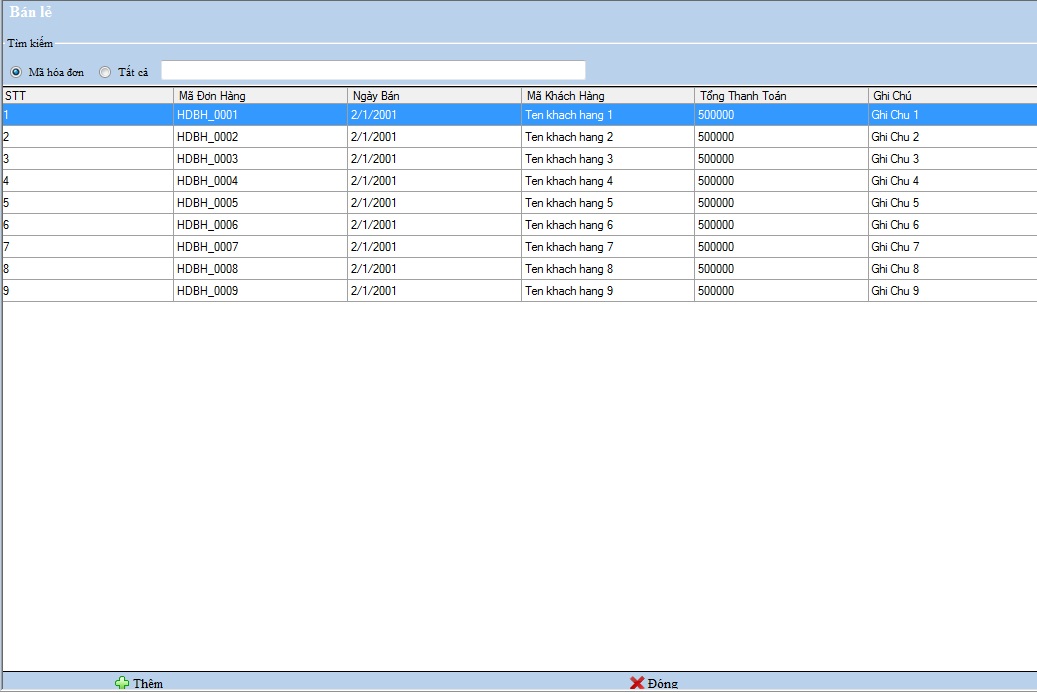 Bán lẻ
Tìm kiếm
Mã hóa đơn Tất cả
STT Mã Đơn Hàng Ngày Bán Mã Khách Hàng Tổng Thanh Toán Ghi Chú
1 HDBH_0001 2/1/2001 Ten khach hang 1 500000 Ghi Chu 1
2 HDBH_0002 2/1/2001 Ten khach hang 2 500000 Ghi Chu 2
3 HDBH_0003 2/1/2001 Ten khach hang 3 500000 Ghi Chu 3
4 HDBH_0004 2/1/2001 Ten khach hang 4 500000 Ghi Chu 4
5 HDBH_0005 2/1/2001 Ten khach hang 5 500000 Ghi Chu 5
6 HDBH_0006 2/1/2001 Ten khach hang 6 500000 Ghi Chu 6
7 HDBH_0007 2/1/2001 Ten khach hang 7 500000 Ghi Chu 7
8 HDBH_0008 2/1/2001 Ten khach hang 8 500000 Ghi Chu 8
9 HDBH_0009 2/1/2001 Ten khach hang 9 500000 Ghi Chu 9
Thêm Đóng